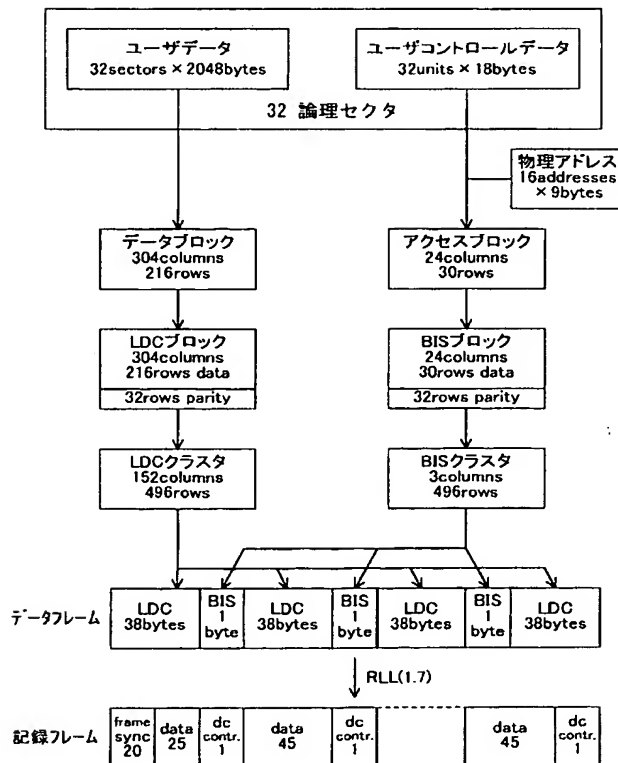 ユーザデータ
32sectors × 2048bytes
ユーザコントロールデータ
32units × 18bytes
32 論理セクタ
物理アドレス
16addresses
× 9bytes
データブロック
304columns
216rows
アクセスブロック
24columns
30rows
LDCブロック
304columns
216rows data
32rows parity
BISブロック
24columns
30rows data
32rows parity
LDCクラスタ
152columns
496rows
BISクラスタ
3columns
496rows
データフレーム
LDC
38bytes
BIS
1
byte
LDC
38bytes
BIS
1
byte
LDC
38bytes
BIS
1
byte
LDC
38bytes
RLL(1.7)
記録フレーム
frame
sync
20
data
25
dc
contr.
1
data
45
dc
contr.
1
data
45
dc
contr.
1